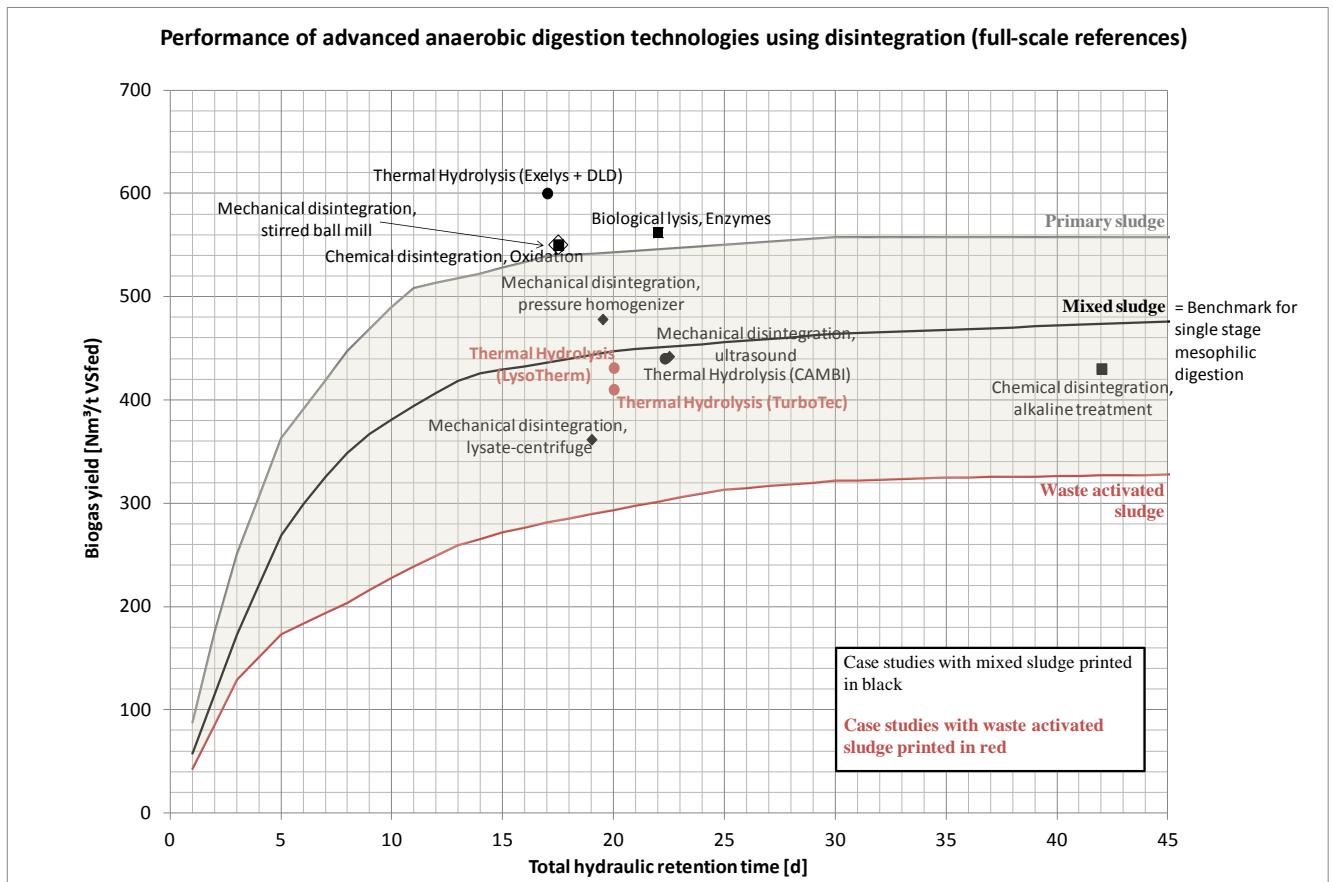 Performance of advanced anaerobic digestion technologies using disintegration (full-scale references)
700
600
500
400
300
200
100
0
Biogas yield [Nm³/t VSfed]
Thermal Hydrolysis (Exelys + DLD)
Mechanical disintegration,
stirred ball mill
Biological lysis, Enzymes
Primary sludge
Chemical disintegration, Oxidation
Mechanical disintegration,
pressure homogenizer
Mixed sludge
= Benchmark for
single stage
mesophilic
digestion
Mechanical disintegration,
ultrasound
Thermal Hydrolysis
(LysoTherm)
Thermal Hydrolysis (CAMBI)
Chemical disintegration,
alkaline treatment
Thermal Hydrolysis (TurboTec)
Mechanical disintegration,
lysate-centrifuge
Waste activated
sludge
Case studies with mixed sludge printed
in black
Case studies with waste activated
sludge printed in red
0 5 10 15 20 25 30 35 40 45
Total hydraulic retention time [d]